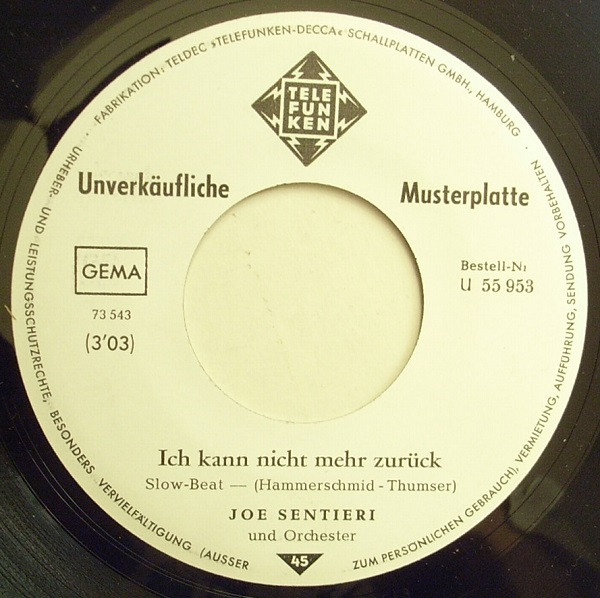 FABRIKATION: TELDEC »TELEFUNKEN-DECCA« SCHALLPLATTEN GMBH., HAMBURG
TELE
FUN
KEN
Unverkäufliche Musterplatte
GEMA
Bestell-Nr
U 55 953
73 543
(3'03)
Ich kann nicht mehr zurück
Slow-Beat — (Hammerschmid - Thumser)
JOE SENTIERI
und Orchester
45
URHEBER- UND LEISTUNGSSCHUTZRECHTE, BESONDERS VERVIELFÄLTIGUNG (AUSSER ZUM PERSÖNLICHEN GEBRAUCH), VERMIETUNG, AUFFÜHRUNG, SENDUNG VORBEHALTEN